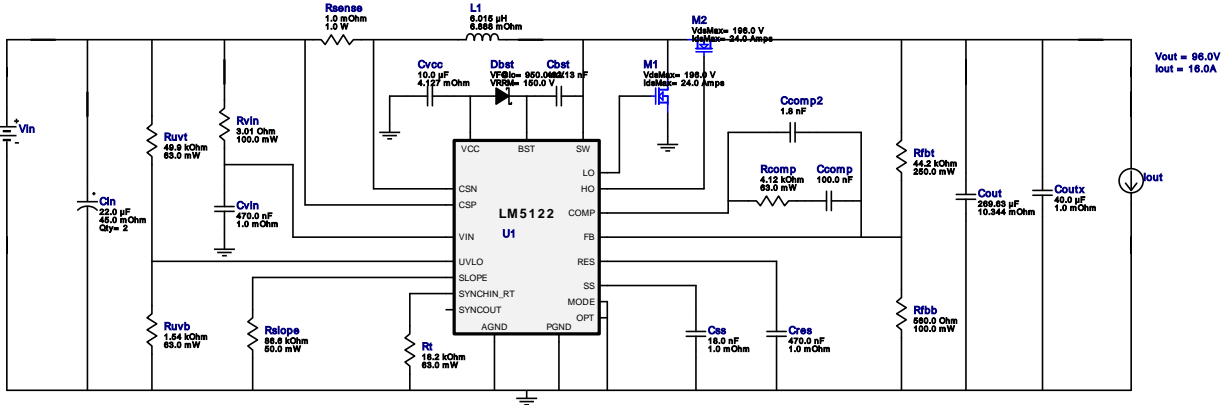 Rsense
1.0 mOhm
1.0 W
L1
6.015 µH
6.888 mOhm
M2
VdsMax= 196.0 V
IdsMax= 24.0 Amps
Vout = 96.0V
Iout = 16.0A
Cvcc
10.0 µF
4.127 mOhm
Dbst
VRRM= 150.0 V
Cbst
M1
VdsMax= 196.0 V
IdsMax= 24.0 Amps
Vin
Ruvt
49.9 kOhm
63.0 mW
Rvin
3.01 Ohm
100.0 mW
Ccomp2
1.8 nF
Rcomp
4.12 kOhm
63.0 mW
Ccomp
100.0 nF
Rfbt
44.2 kOhm
250.0 mW
Iout
Cin
22.0 µF
45.0 mOhm
Qty= 2
Cvin
470.0 nF
1.0 mOhm
Cout
269.63 µF
10.344 mOhm
Coutx
40.0 µF
1.0 mOhm
VCC
BST
SW
LO
HO
CSN
CSP
COMP
LM5122
U1
VIN
FB
UVLO
RES
SLOPE
SS
SYNCHIN_RT
MODE
SYNCOUT
OPT
AGND
PGND
Ruvb
1.54 kOhm
63.0 mW
Rslope
86.6 kOhm
50.0 mW
Rt
18.2 kOhm
63.0 mW
Css
18.0 nF
1.0 mOhm
Cres
470.0 nF
1.0 mOhm
Rfbb
560.0 Ohm
100.0 mW